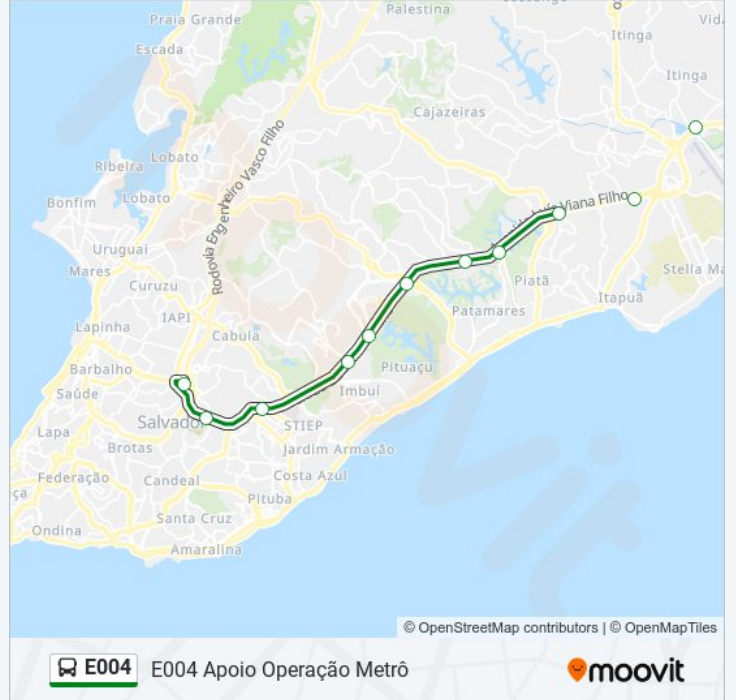 Palestina
Praia Grande
Escada
Itinga
Itinga
Cajazeiras
Rodovia Engenheiro Vasco Filho
Lobato
Ribeira
Lobato
Bonfim
Viana Filho
Uruguai
Mares
Curuzu
Piatã
Stella Ma
Itapuã
IAPI
Patamares
Lapinha
Cabula
Barbalho
Pituaçu
Saúde
Imbuí
Salvador
STIEP
Lapa
Brotas
Jardim Armação
Federação
Candeal
Costa Azul
ça
Pituba
Santa Cruz
Ondina
Amaralina
© OpenStreetMap contributors | © OpenMapTiles
E004 E004 Apoio Operação Metrô
moovit